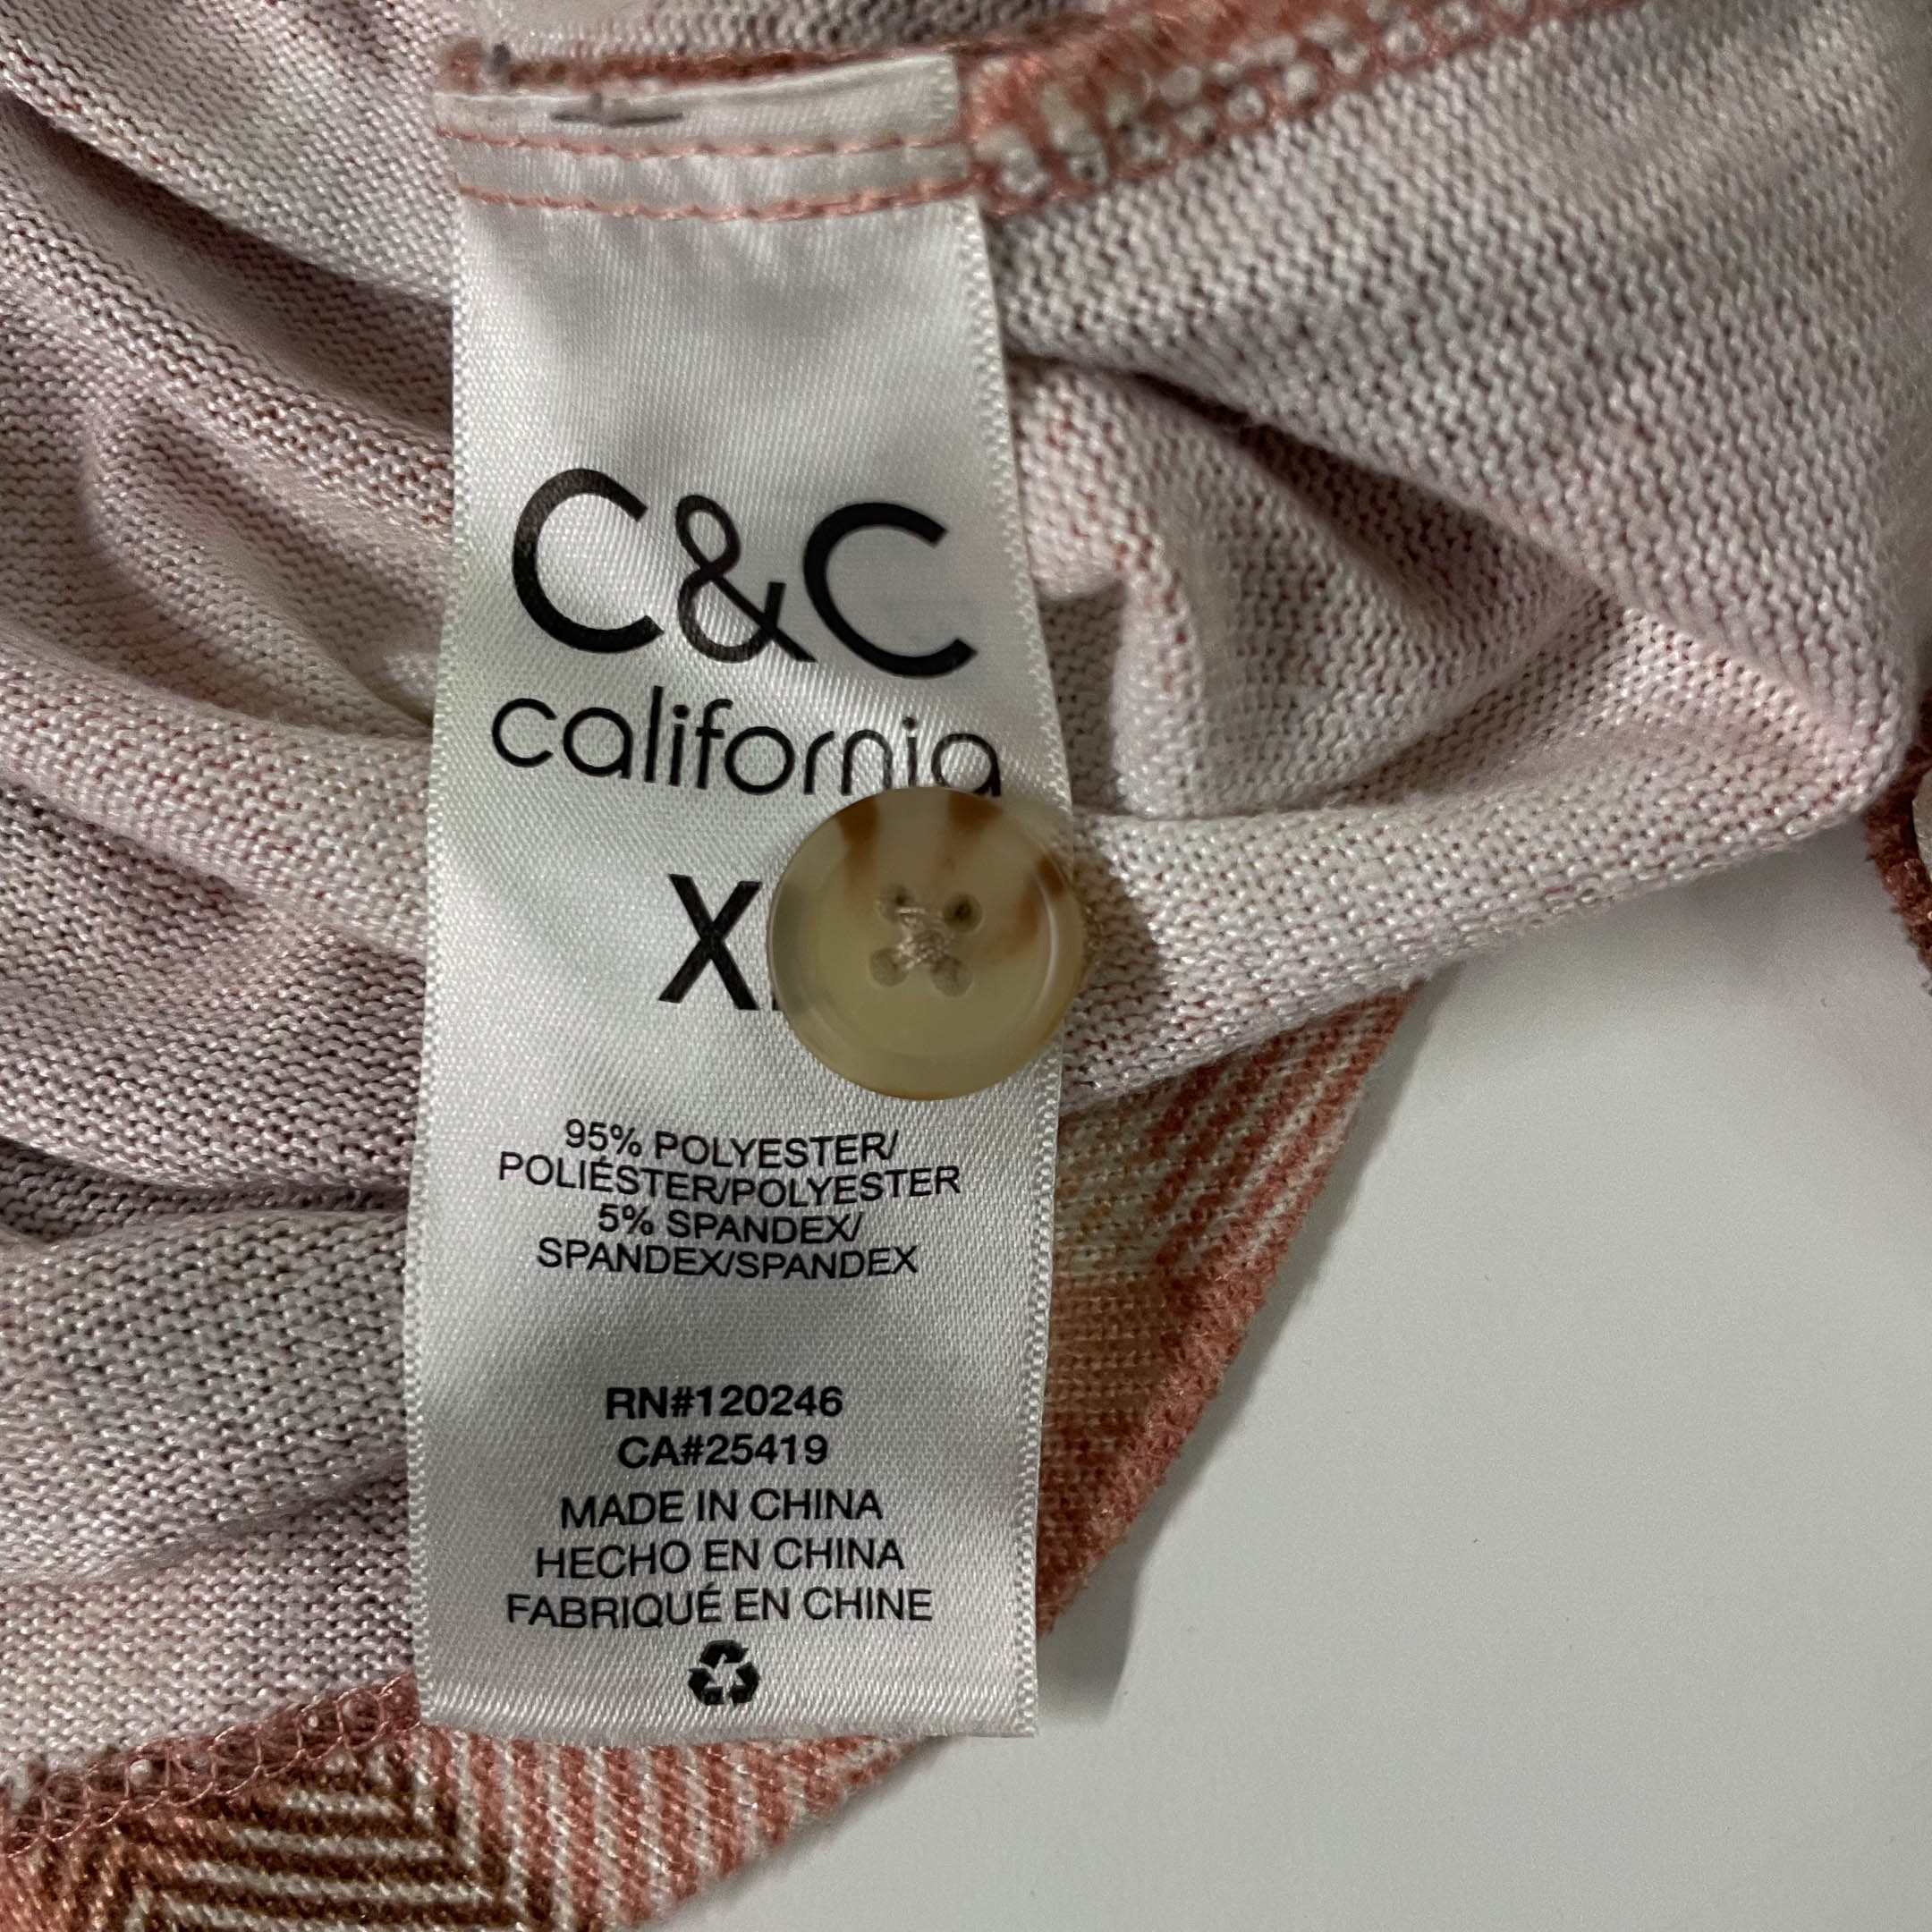 C&C
california
95% POLYESTER/
POLIÉSTER/POLYESTER
5% SPANDEX/
SPANDEX/SPANDEX
RN#120246
CA#25419
MADE IN CHINA
HECHO EN CHINA
FABRIQUÉ EN CHINE